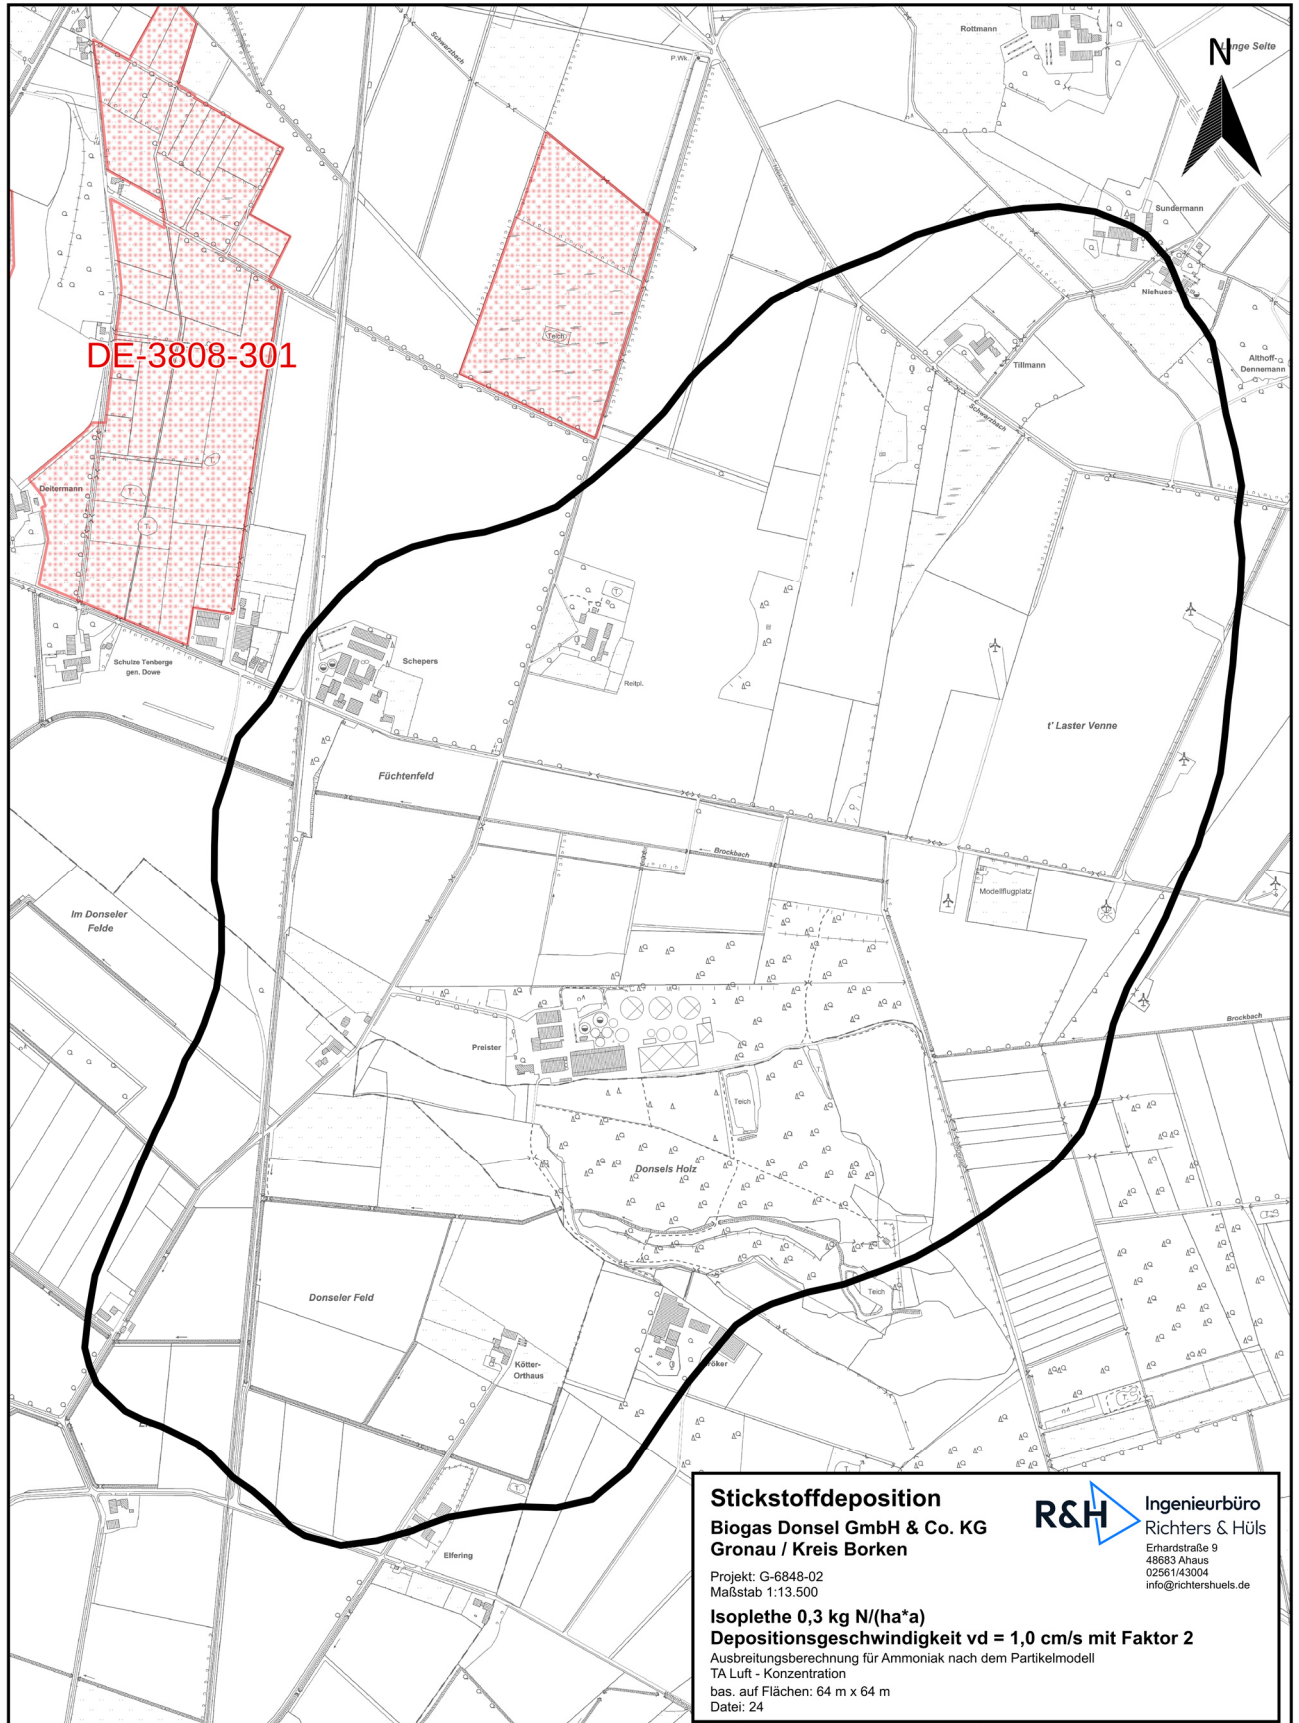 Rottmann
Lange Seite
N
Schwarzbach
P.Wk.
Sundermann
Niehues
Teich
DE-3808-301
Tillmann
Althoff-
Dennemann
Schwarzbach
Deitermann
T.
T.
T.
T.
Schulze Tenberge
gen. Dowe
Schepers
Reitpl.
t' Laster Venne
Füchtenfeld
Brockbach
Modellflugplatz
Im Donseler
Felde
Brockbach
Preister
Teich
T.
Donsels Holz
Teich
Donseler Feld
Kötter-
Orthaus
röker
T.
T.
Elfering
Stickstoffdeposition
Biogas Donsel GmbH & Co. KG
Gronau / Kreis Borken
Projekt: G-6848-02
Maßstab 1:13.500
Isoplethe 0,3 kg N/(ha*a)
Depositionsgeschwindigkeit vd = 1,0 cm/s mit Faktor 2
Ausbreitungsberechnung für Ammoniak nach dem Partikelmodell
TA Luft - Konzentration
bas. auf Flächen: 64 m x 64 m
Datei: 24
R&H
Ingenieurbüro
Richters & Hüls
Erhardstraße 9
48683 Ahaus
02561/43004
info@richtershuels.de